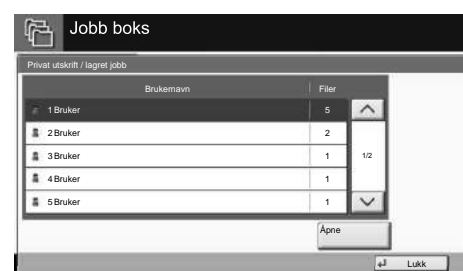 Jobb boks
Privat utskrift / lagret jobb
Brukernavn Filer
1 Bruker 5
2 Bruker 2
3 Bruker 1
4 Bruker 1
5 Bruker 1
1/2
Åpne
Lukk